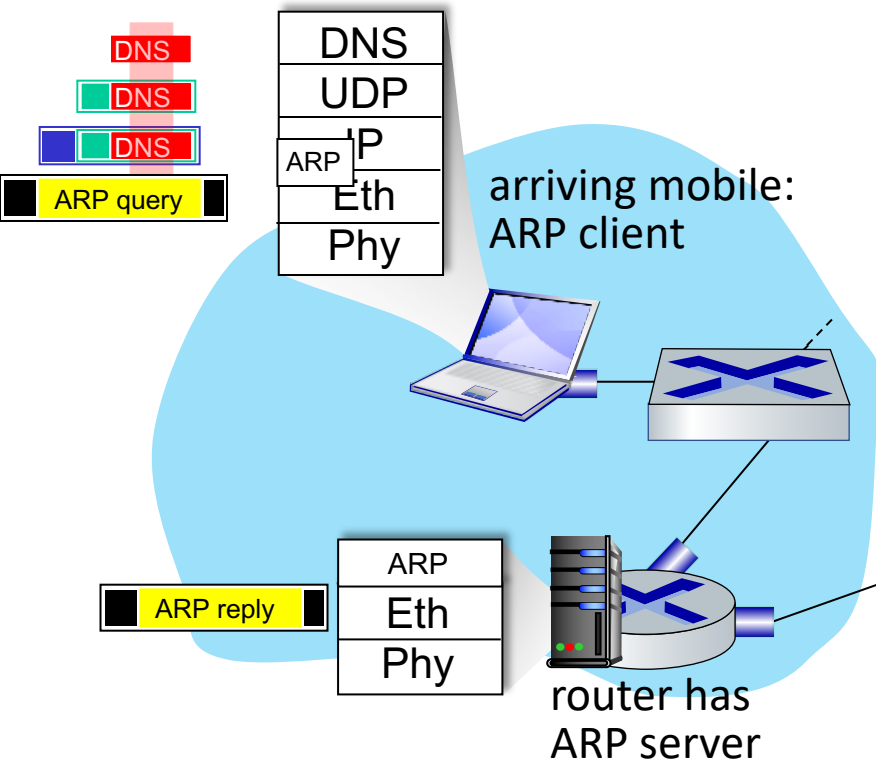 DNS
DNS
DNS
ARP query
DNS
UDP
IP
ARP
Eth
Phy
arriving mobile:
ARP client
ARP reply
ARP
Eth
Phy
router has
ARP server